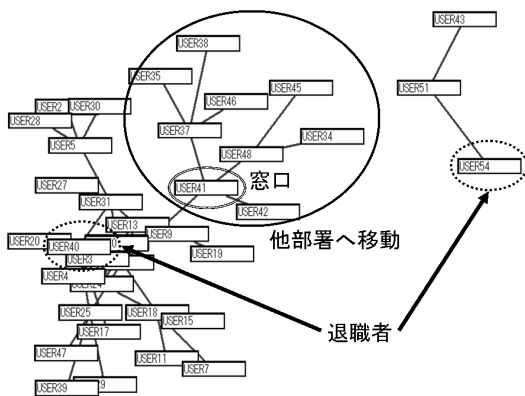 USER43
USER38
USER35
USER45
USER51
USER46
USER2
USER30
USER28
USER37
USER34
USER5
USER48
USER54
USER27
USER41
窓口
USER31
USER42
USER13
USER9
USER20
USER40
他部署へ移動
USER19
USER3
USER4
USER25
USER18
USER15
USER17
退職者
USER47
USER11
USER7
USER39